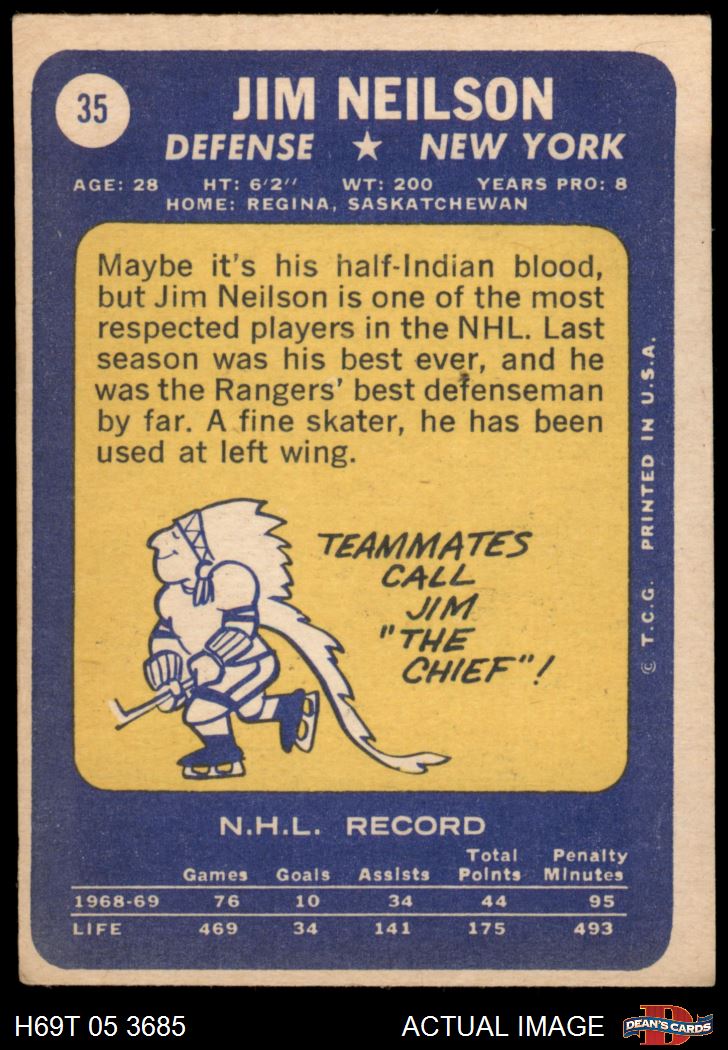 35
JIM NEILSON
DEFENSE ★ NEW YORK
AGE: 28 HT: 6'2" WT: 200 YEARS PRO: 8
HOME: REGINA, SASKATCHEWAN
Maybe it's his half-Indian blood,
but Jim Neilson is one of the most
respected players in the NHL. Last
season was his best ever, and he
was the Rangers' best defenseman
by far. A fine skater, he has been
used at left wing.
TEAMMATES
CALL
JIM
"THE
CHIEF"!
© T.C.G. PRINTED IN U.S.A.
N.H.L. RECORD
Games Goals Assists Total Points Penalty Minutes
1968-69 76 10 34 44 95
LIFE 469 34 141 175 493
H69T 05 3685 ACTUAL IMAGE
D
DEAN'S CARDS